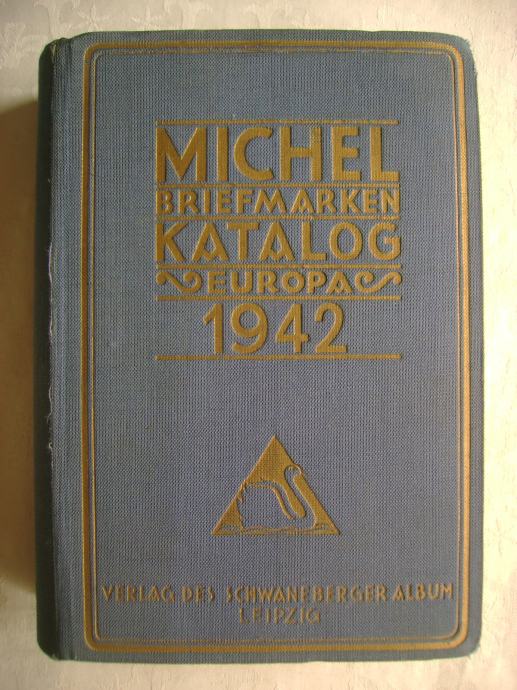 MICHEL
BRIEFMARKEN
KATALOG
EUROPA
1942
VERLAG DES SCHWANEBERGER ALBUM
LEIPZIG